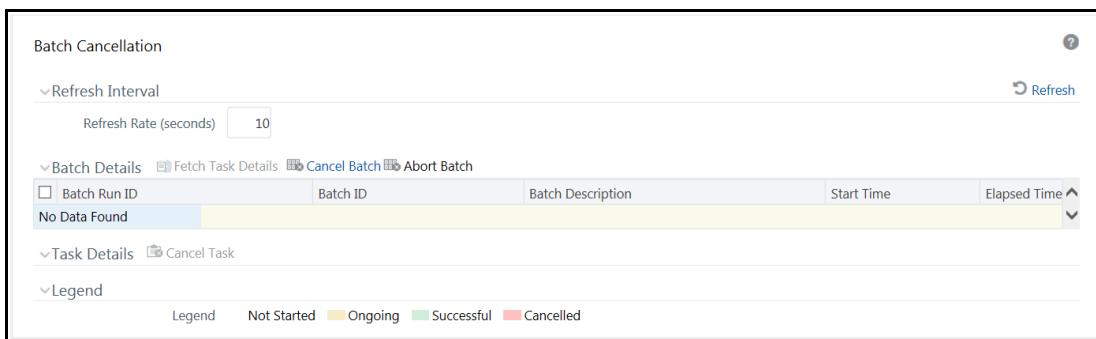 Batch Cancellation
Refresh Interval Refresh
Refresh Rate (seconds) 10
Batch Details Fetch Task Details Cancel Batch Abort Batch
Batch Run ID Batch ID Batch Description Start Time Elapsed Time
No Data Found
Task Details Cancel Task
Legend
Legend Not Started Ongoing Successful Cancelled